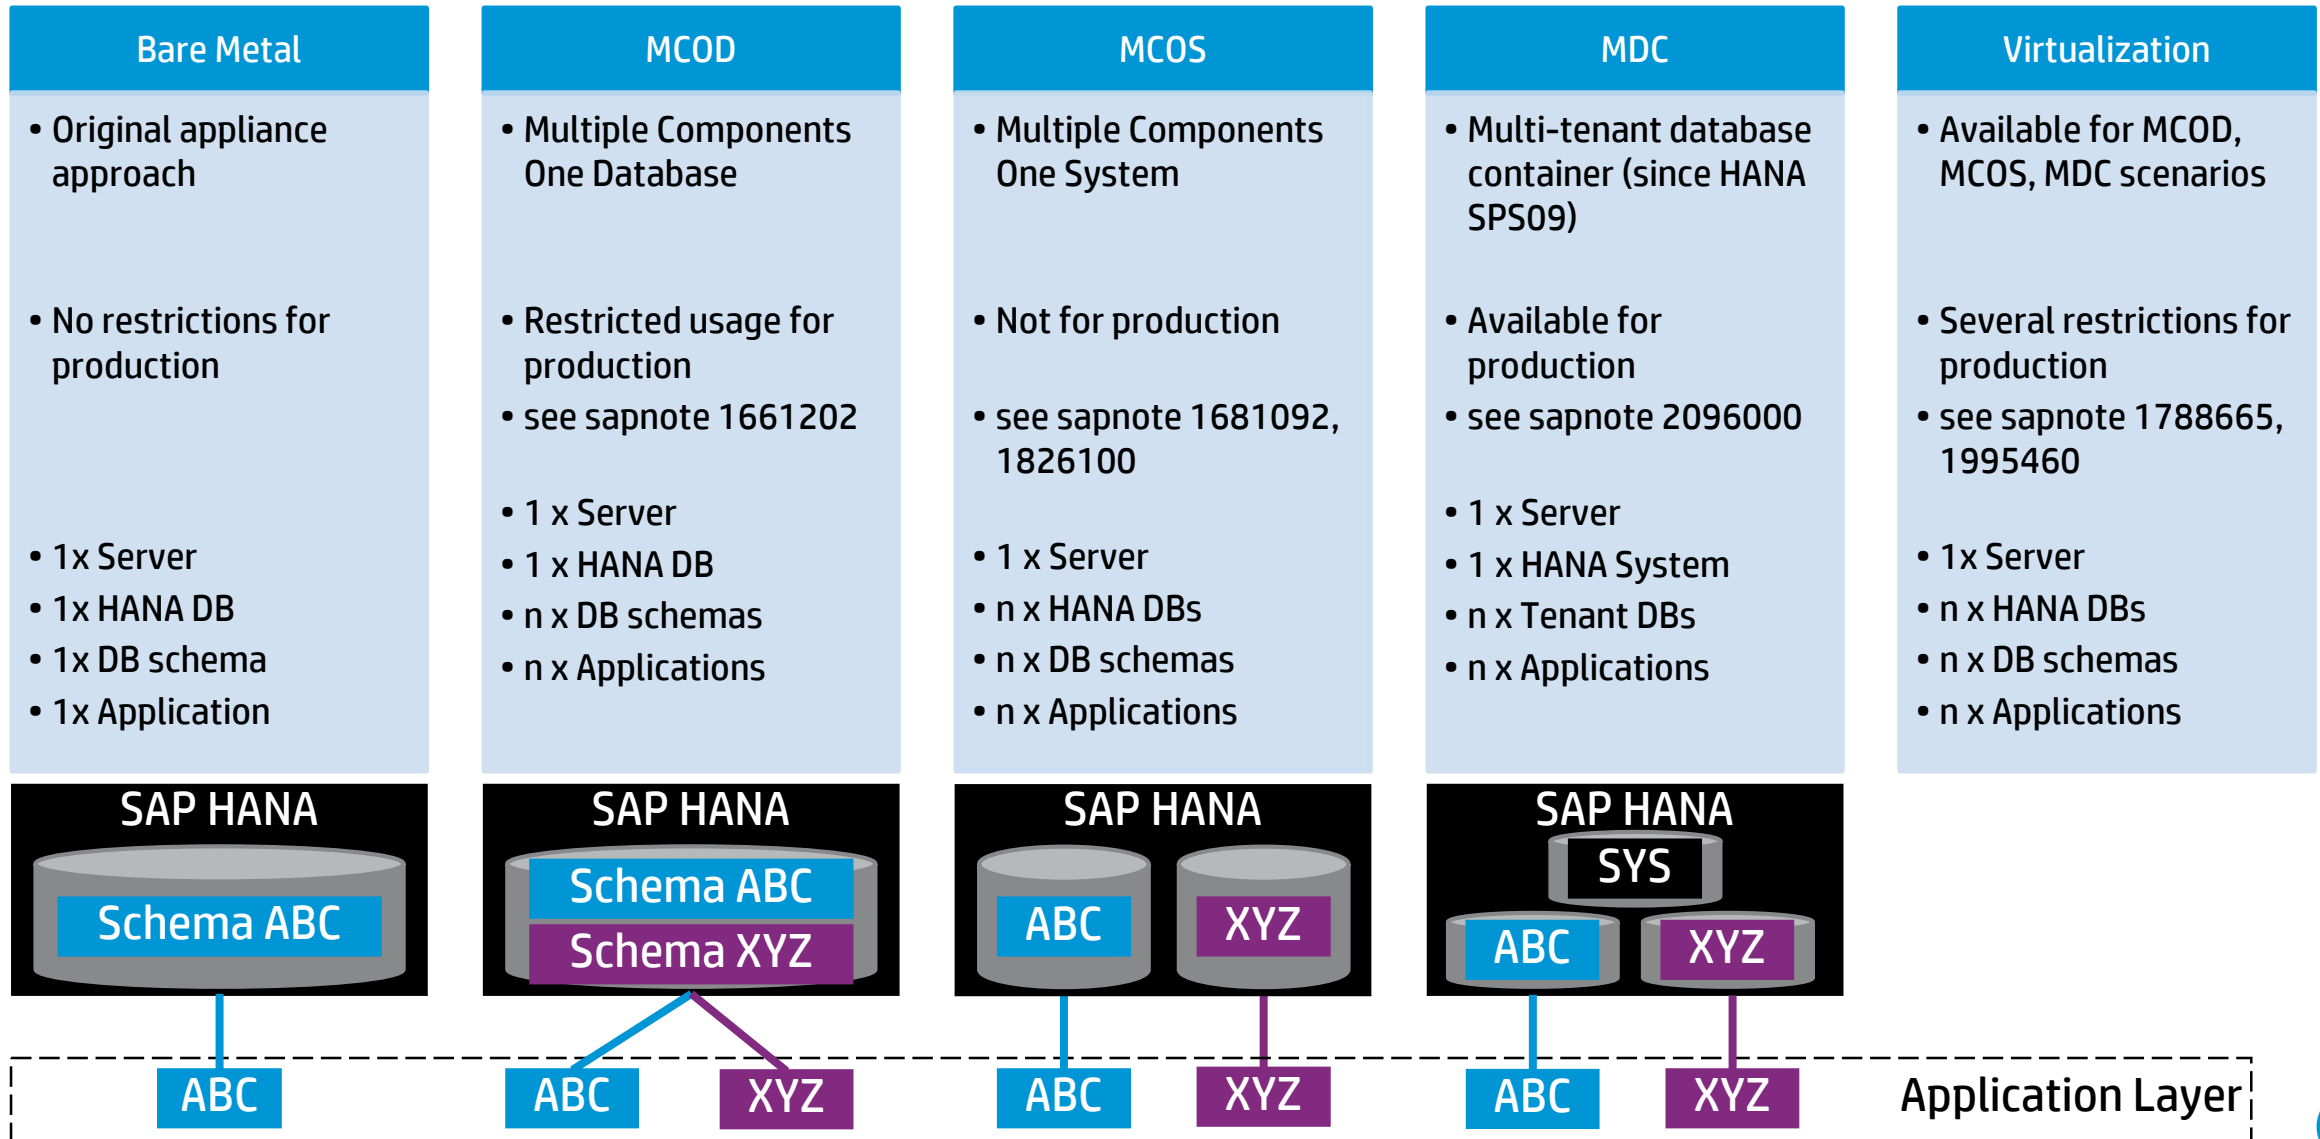 Bare Metal
• Original appliance
approach
• No restrictions for
production
• 1x Server
• 1x HANA DB
• 1x DB schema
• 1x Application
MCOD
• Multiple Components
One Database
• Restricted usage for
production
• see sapnote 1661202
• 1 x Server
• 1 x HANA DB
• n x DB schemas
• n x Applications
MCOS
• Multiple Components
One System
• Not for production
• see sapnote 1681092,
1826100
• 1 x Server
• n x HANA DBs
• n x DB schemas
• n x Applications
MDC
• Multi-tenant database
container (since HANA
SPS09)
• Available for
production
• see sapnote 2096000
• 1 x Server
• 1 x HANA System
• n x Tenant DBs
• n x Applications
Virtualization
• Available for MCOD,
MCOS, MDC scenarios
• Several restrictions for
production
• see sapnote 1788665,
1995460
• 1x Server
• n x HANA DBs
• n x DB schemas
• n x Applications
SAP HANA
Schema ABC
SAP HANA
Schema ABC
Schema XYZ
SAP HANA
ABC
XYZ
SAP HANA
SYS
ABC
XYZ
ABC
ABC
XYZ
ABC
XYZ
ABC
XYZ
Application Layer